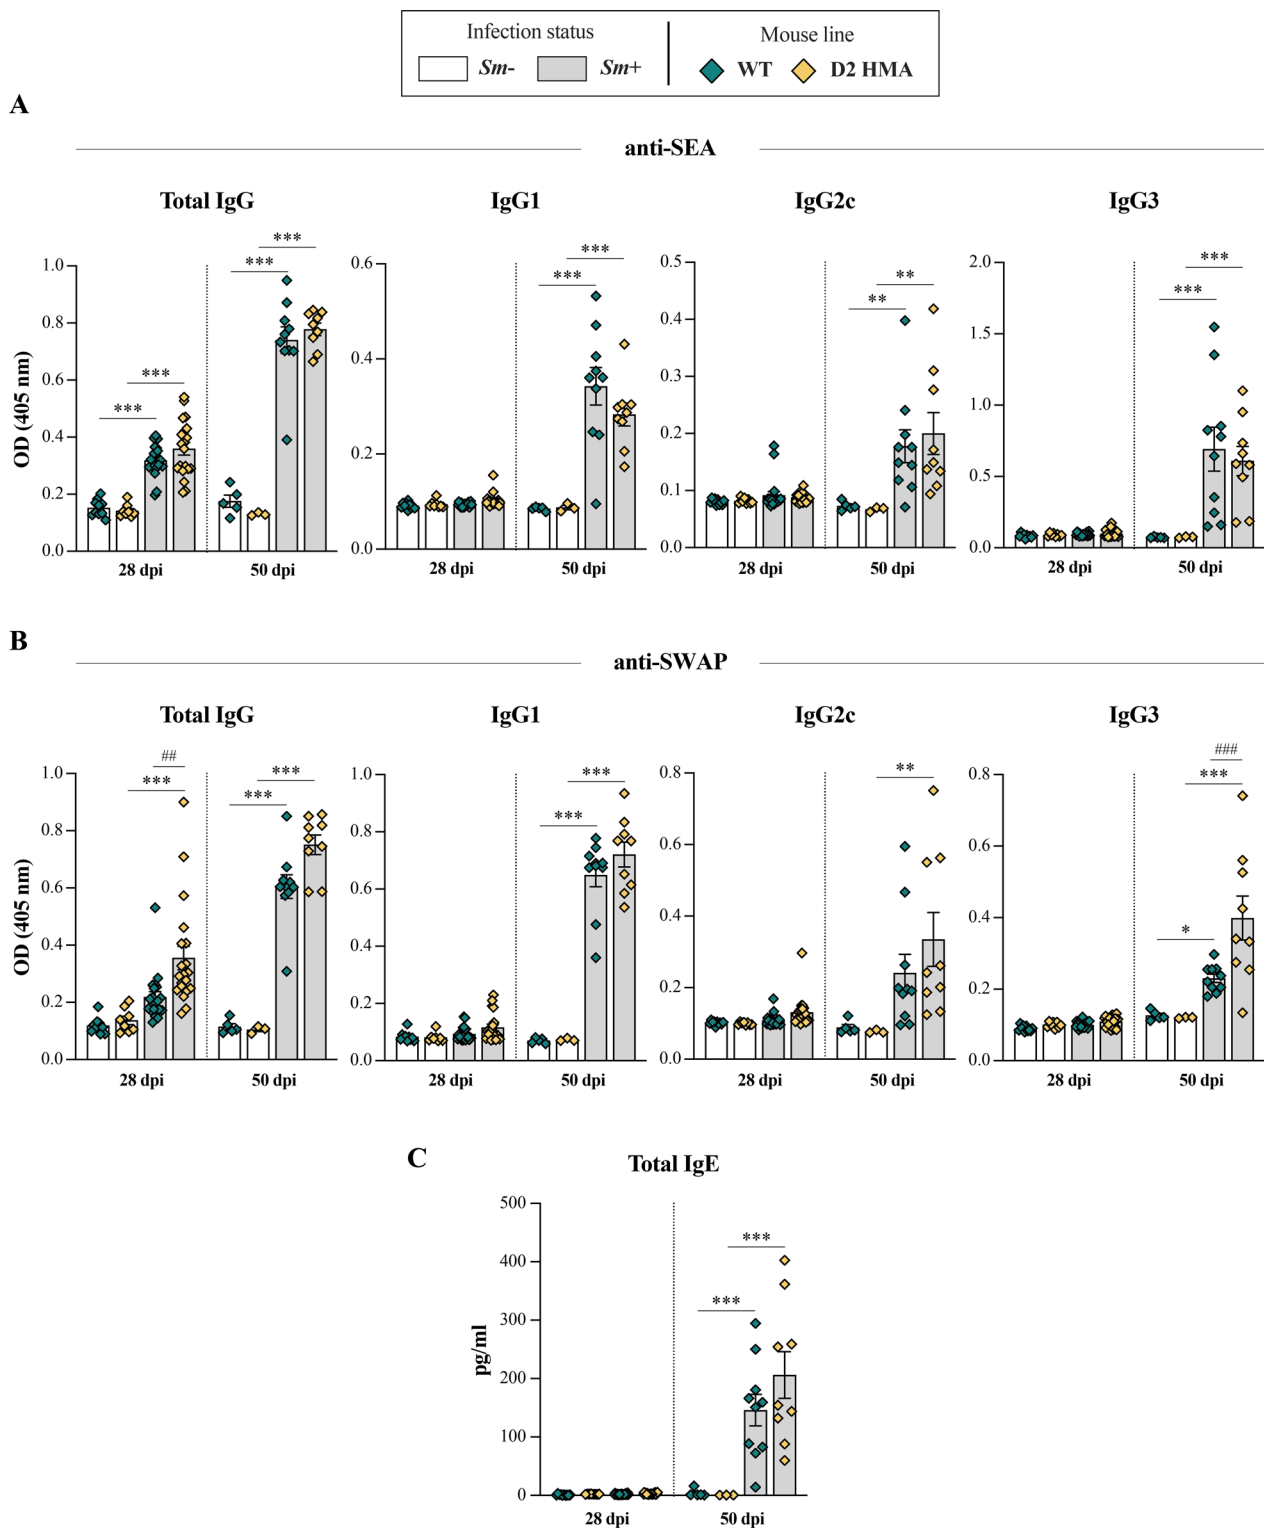 Infection status Mouse line
Sm- Sm+ WT D2 HMA
A
anti-SEA
Total IgG IgG1 IgG2c IgG3
OD (405 nm)
1.0
0.8
0.6
0.4
0.2
0.0
*** *** *** ***
28 dpi 50 dpi
0.6
0.4
0.2
0.0
*** ***
28 dpi 50 dpi
0.5
0.4
0.3
0.2
0.1
0.0
** **
28 dpi 50 dpi
2.0
1.5
1.0
0.5
0.0
*** ***
28 dpi 50 dpi
B
anti-SWAP
Total IgG IgG1 IgG2c IgG3
OD (405 nm)
1.0
0.8
0.6
0.4
0.2
0.0
##
*** *** ***
28 dpi 50 dpi
1.0
0.8
0.6
0.4
0.2
0.0
*** ***
28 dpi 50 dpi
0.8
0.6
0.4
0.2
0.0
**
28 dpi 50 dpi
0.8
0.6
0.4
0.2
0.0
###
***
*
28 dpi 50 dpi
C
Total IgE
pg/ml
500
400
300
200
100
0
*** ***
28 dpi 50 dpi